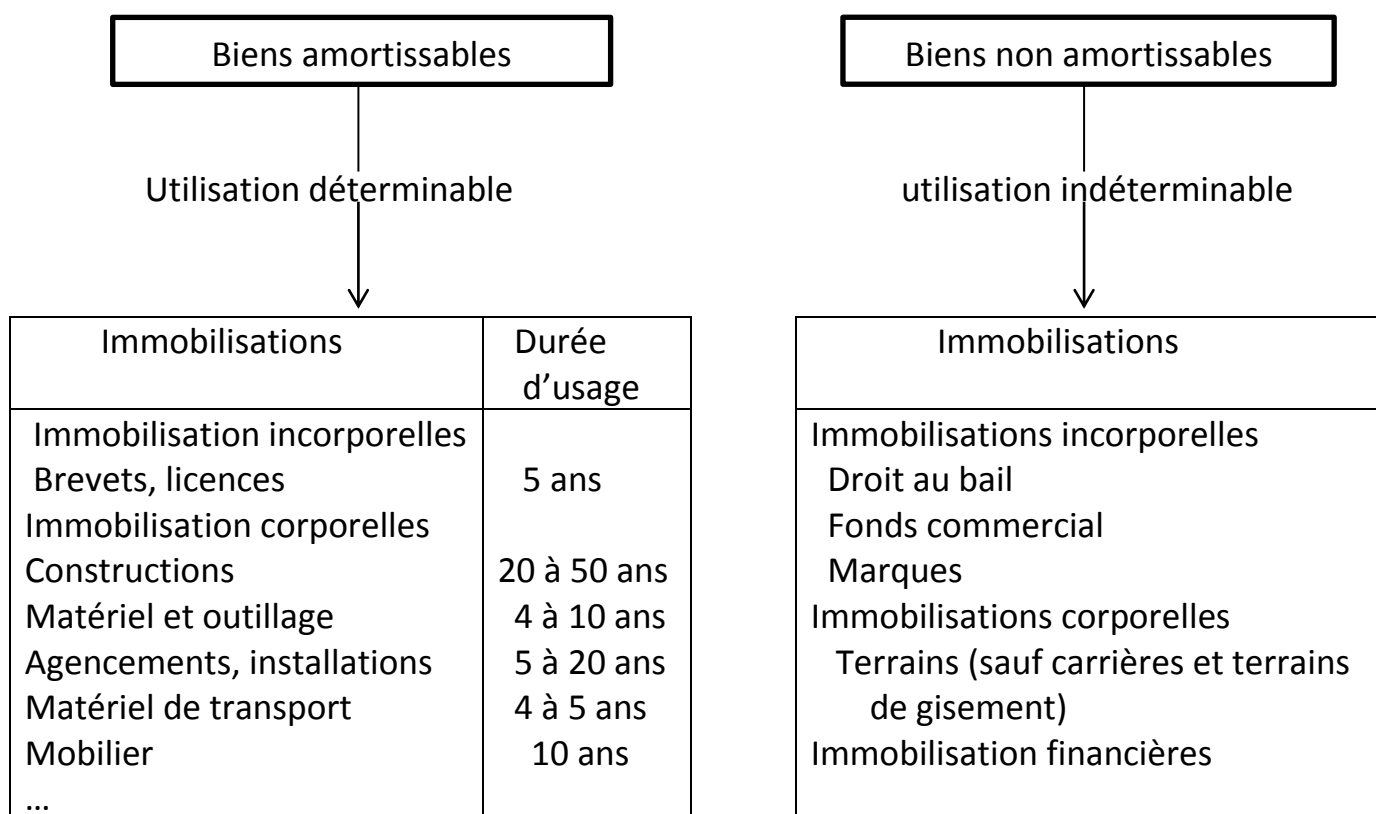 Biens amortissables
Utilisation déterminable
Immobilisations Durée
d’usage
Immobilisation incorporelles
Brevets, licences 5 ans
Immobilisation corporelles
Constructions 20 à 50 ans
Matériel et outillage 4 à 10 ans
Agencements, installations 5 à 20 ans
Matériel de transport 4 à 5 ans
Mobilier 10 ans
…
Biens non amortissables
utilisation indéterminable
Immobilisations
Immobilisations incorporelles
Droit au bail
Fonds commercial
Marques
Immobilisations corporelles
Terrains (sauf carrières et terrains
de gisement)
Immobilisation financières